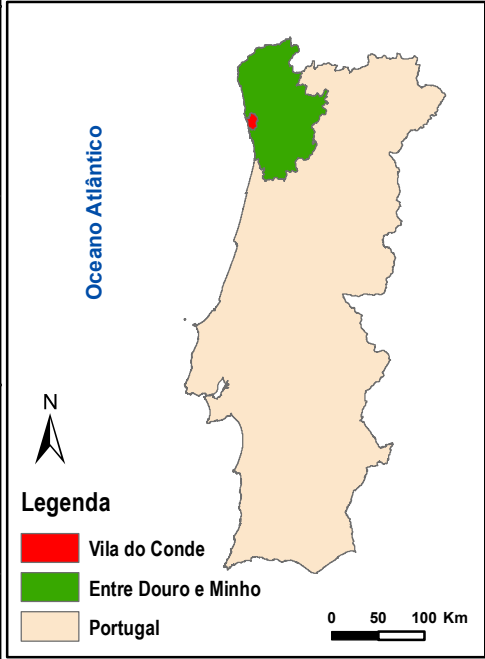 Oceano Atlântico
N
Legenda
Vila do Conde
Entre Douro e Minho
Portugal
0 50 100 Km